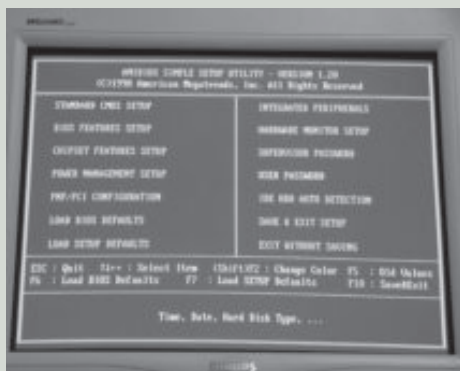 AMIBIOS SIMPLE SETUP UTILITY - VERSION 1.20
(C)1998 American Megatrends, Inc. All Rights Reserved
STANDARD CMOS SETUP
BIOS FEATURES SETUP
CHIPSET FEATURES SETUP
POWER MANAGEMENT SETUP
PNP/PCI CONFIGURATION
LOAD BIOS DEFAULTS
LOAD SETUP DEFAULTS
INTEGRATED PERIPHERALS
HARDWARE MONITOR SETUP
SUPERVISOR PASSWORD
USER PASSWORD
IDE HDD AUTO DETECTION
SAVE & EXIT SETUP
EXIT WITHOUT SAVING
ESC : Quit ↑↓←→ : Select Item (Shift)F2 : Change Color F5 : Old Values
F6 : Load BIOS Defaults F7 : Load SETUP Defaults F10 : Save&Exit
Time, Date, Hard Disk Type, ...
PHILIPS